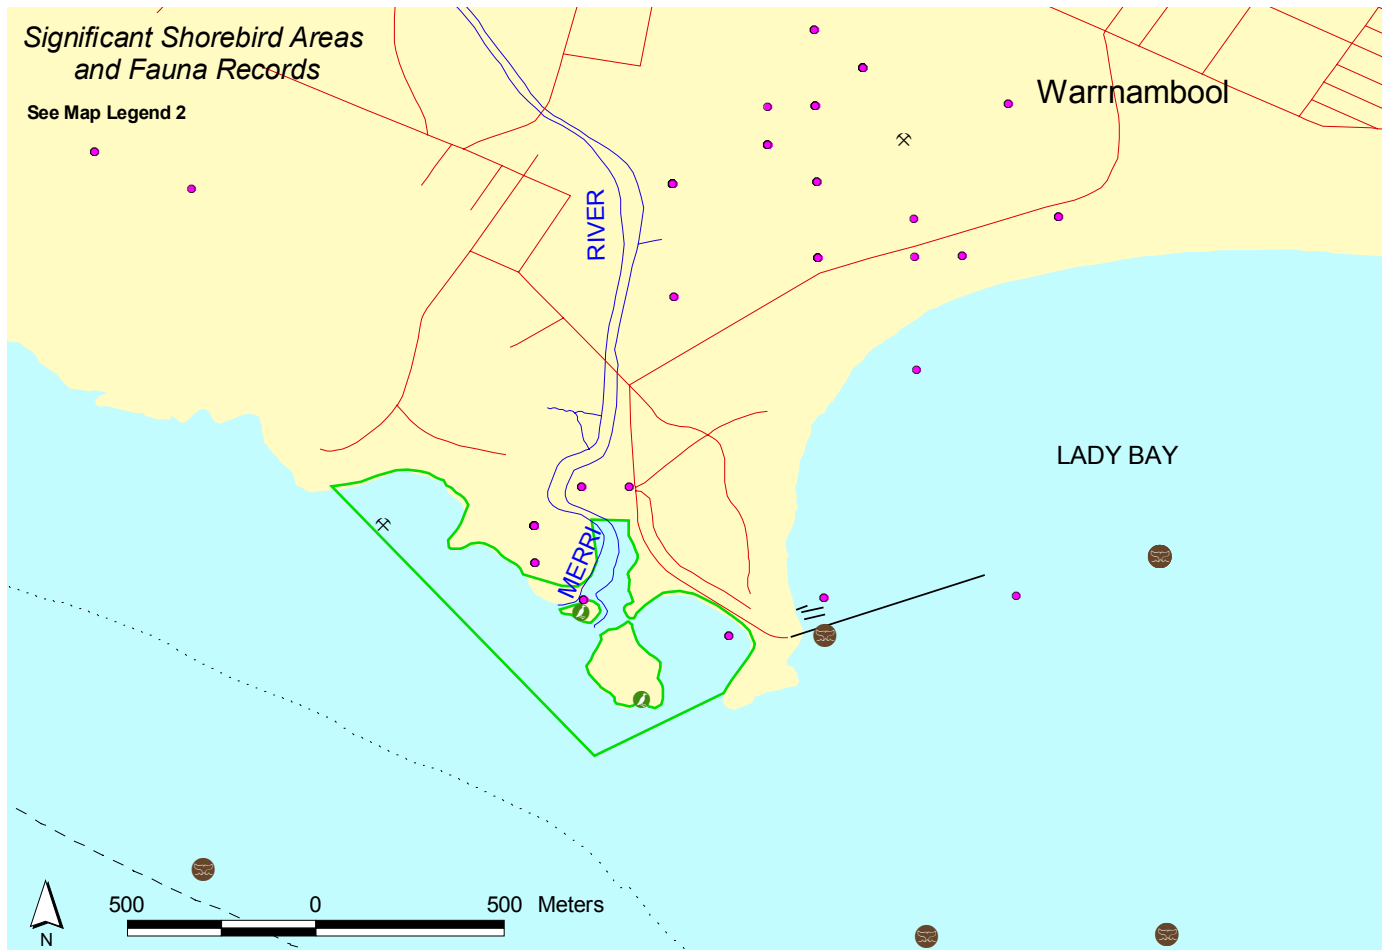 Significant Shorebird Areas
and Fauna Records
See Map Legend 2
Warrnambool
RIVER
LADY BAY
MERRI
500 0 500 Meters
N